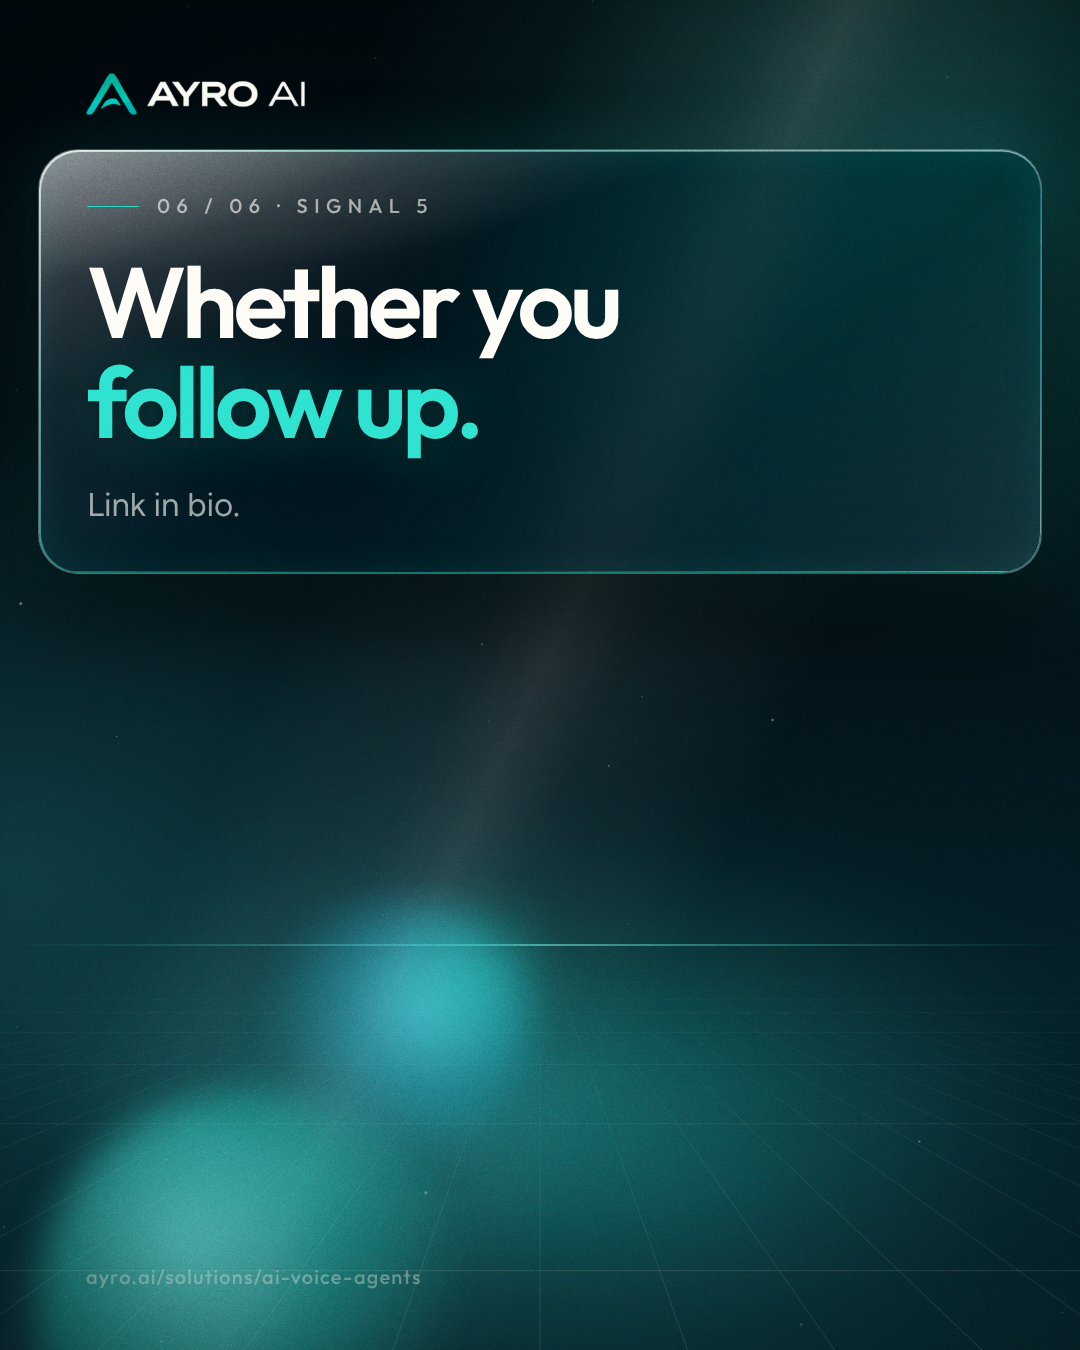 AYRO AI
06 / 06 · SIGNAL 5
Whether you
follow up.
Link in bio.
ayro.ai/solutions/ai-voice-agents